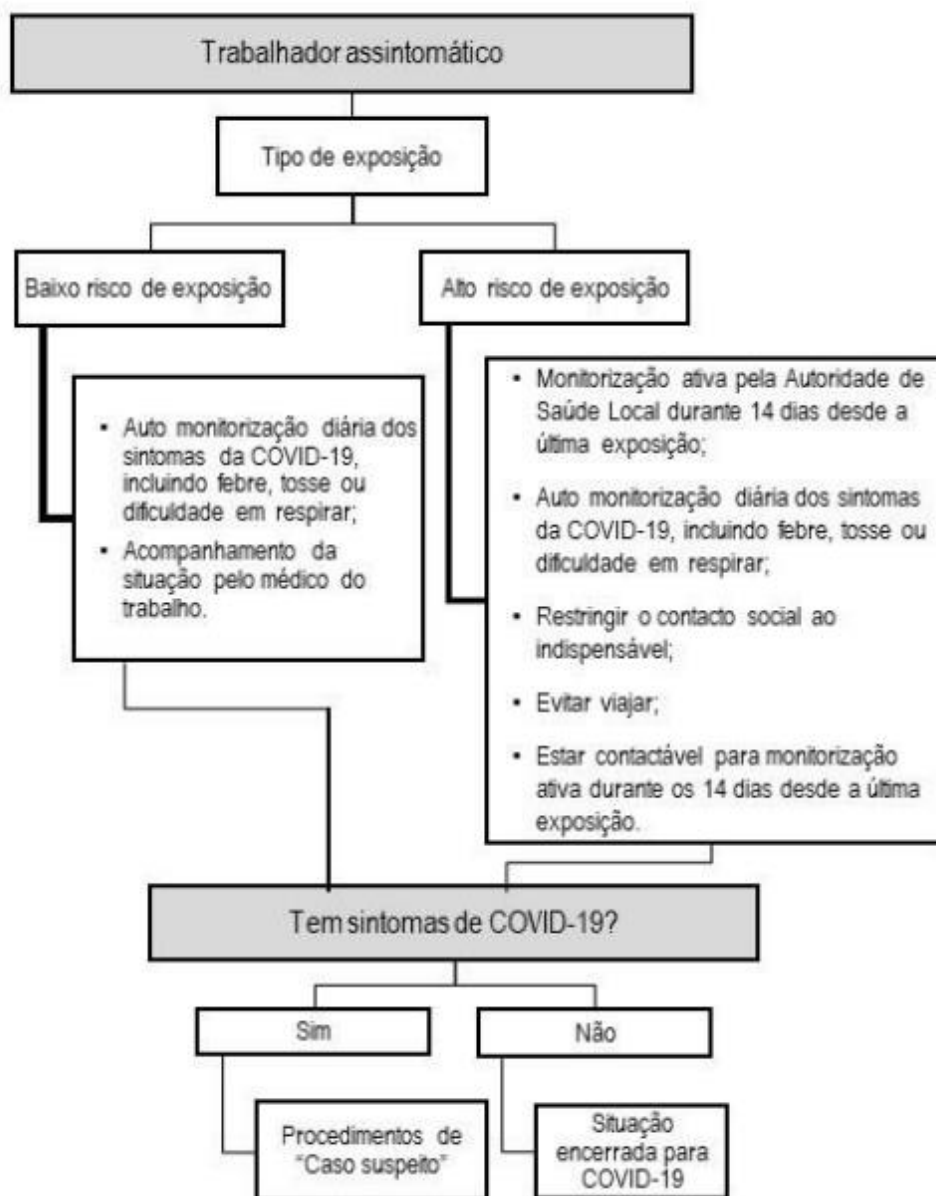 Trabalhador assintomático
Tipo de exposição
Baixo risco de exposição
Alto risco de exposição
• Auto monitorização diária dos
sintomas da COVID-19,
incluindo febre, tosse ou
dificuldade em respirar;
• Acompanhamento da
situação pelo médico do
trabalho.
• Monitorização ativa pela Autoridade de
Saúde Local durante 14 dias desde a
última exposição;
• Auto monitorização diária dos sintomas
da COVID-19, incluindo febre, tosse ou
dificuldade em respirar;
• Restringir o contacto social ao
indispensável;
• Evitar viajar;
• Estar contactável para monitorização
ativa durante os 14 dias desde a última
exposição.
Tem sintomas de COVID-19?
Sim
Não
Procedimentos de
“Caso suspeito”
Situação
encerrada para
COVID-19